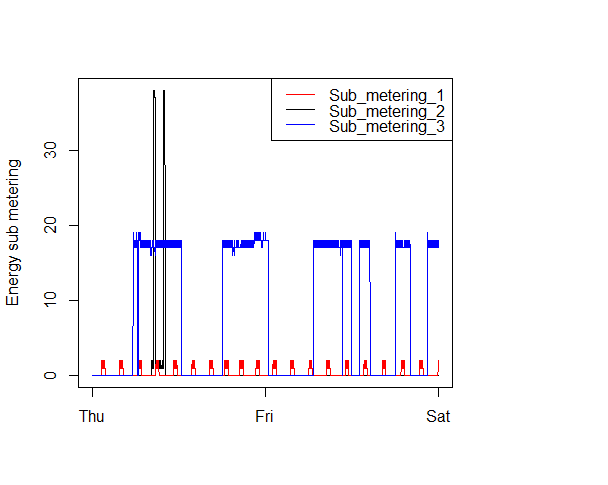 Sub_metering_1
Sub_metering_2
Sub_metering_3
Energy sub metering
30
20
10
0
Thu Fri Sat